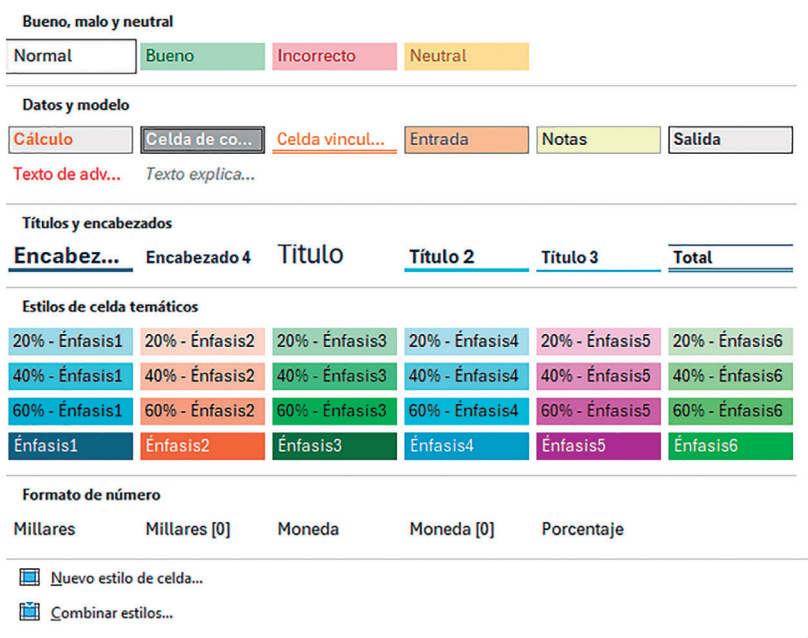 Bueno, malo y neutral
Normal Bueno Incorrecto Neutral
Datos y modelo
Cálculo Celda de co... Celda vincul... Entrada Notas Salida
Texto de adv... Texto explica...
Títulos y encabezados
Encabez... Encabezado 4 Título Título 2 Título 3 Total
Estilos de celda temáticos
20% - Énfasis1 20% - Énfasis2 20% - Énfasis3 20% - Énfasis4 20% - Énfasis5 20% - Énfasis6
40% - Énfasis1 40% - Énfasis2 40% - Énfasis3 40% - Énfasis4 40% - Énfasis5 40% - Énfasis6
60% - Énfasis1 60% - Énfasis2 60% - Énfasis3 60% - Énfasis4 60% - Énfasis5 60% - Énfasis6
Énfasis1 Énfasis2 Énfasis3 Énfasis4 Énfasis5 Énfasis6
Formato de número
Millares Millares [0] Moneda Moneda [0] Porcentaje
Nuevo estilo de celda...
Combinar estilos...